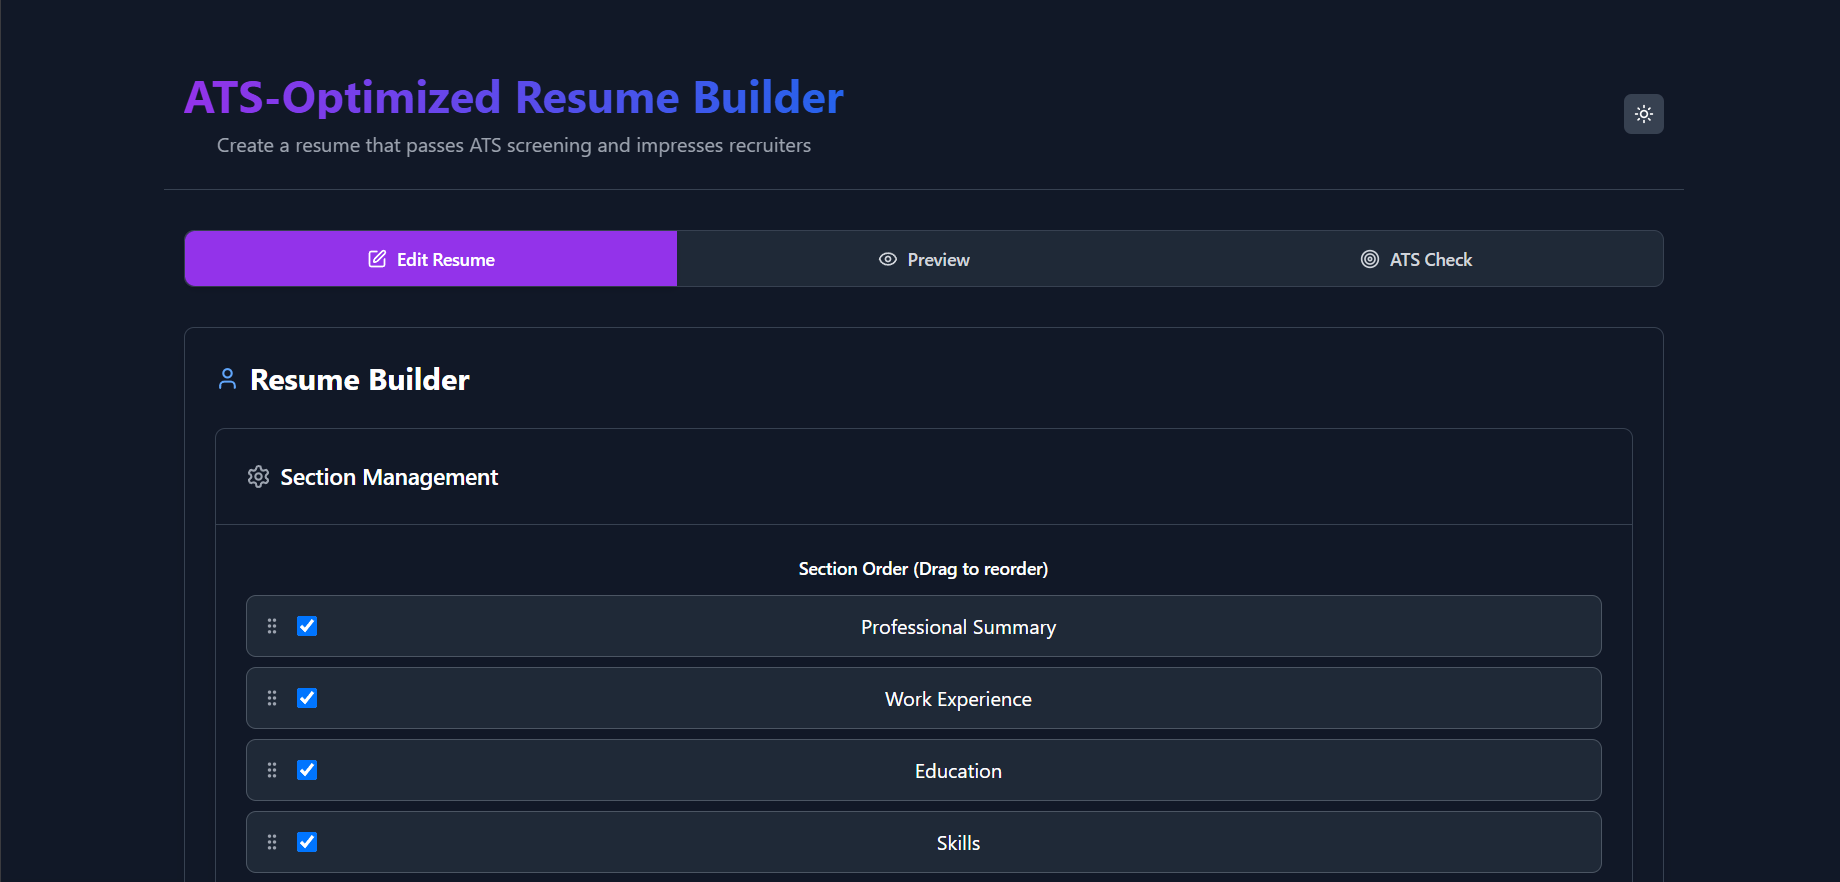 ATS-Optimized Resume Builder
Create a resume that passes ATS screening and impresses recruiters
Edit Resume
Preview
ATS Check
Resume Builder
Section Management
Section Order (Drag to reorder)
Professional Summary
Work Experience
Education
Skills